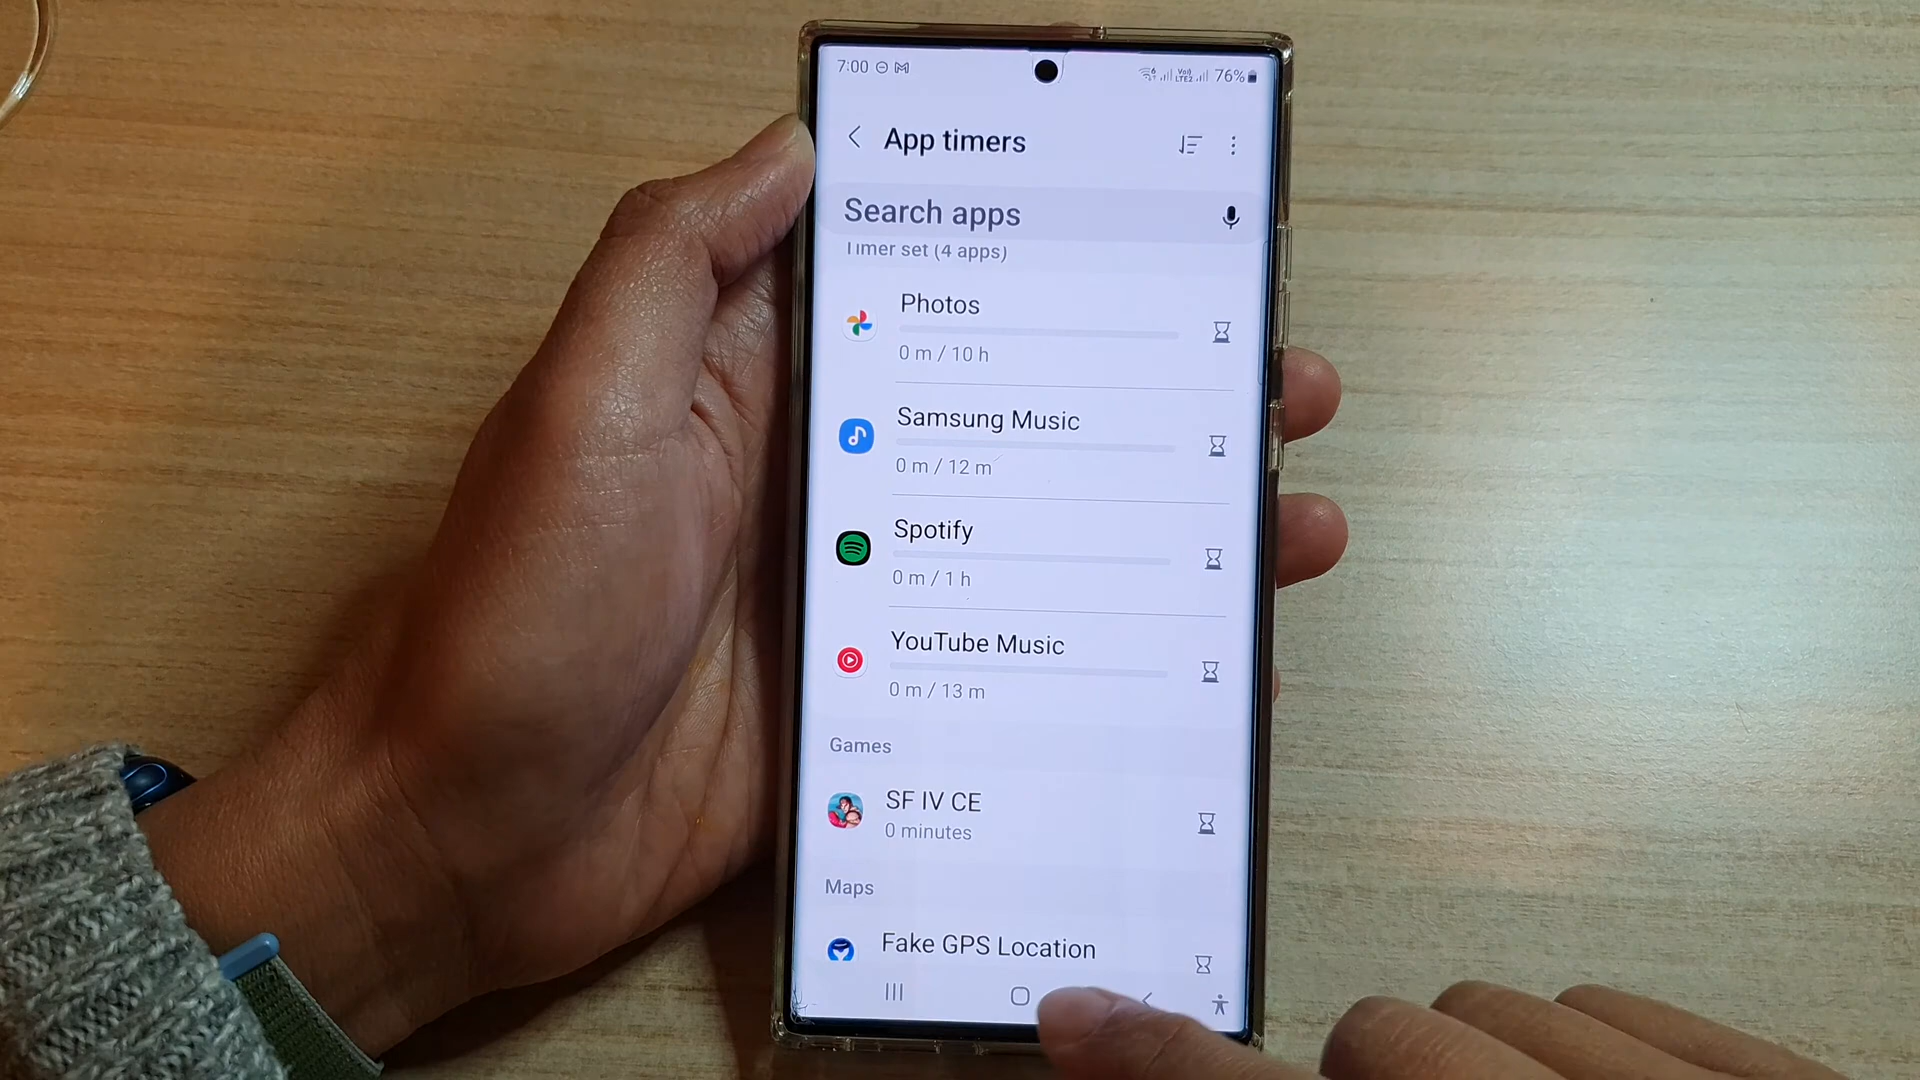 7:00 76%
App timers
Search apps
Timer set (4 apps)
Photos
0 m / 10 h
Samsung Music
0 m / 12 m
Spotify
0 m / 1 h
YouTube Music
0 m / 13 m
Games
SF IV CE
0 minutes
Maps
Fake GPS Location